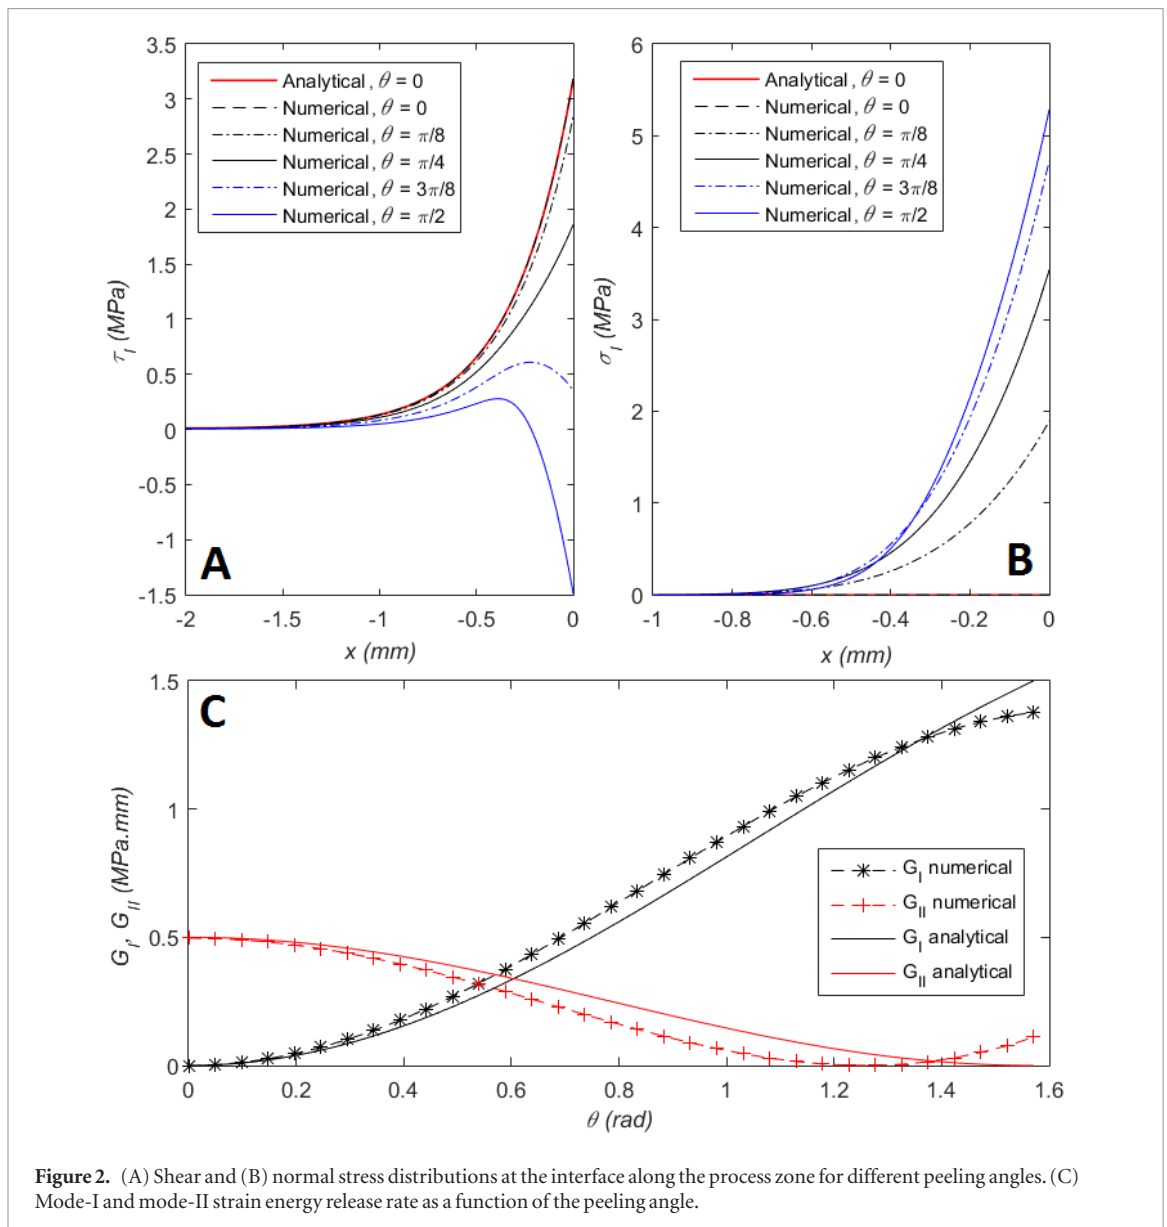 3.5
3
2.5
2
1.5
1
0.5
0
-0.5
-1
-1.5
τI (MPa)
Analytical, θ = 0
Numerical, θ = 0
Numerical, θ = π/8
Numerical, θ = π/4
Numerical, θ = 3π/8
Numerical, θ = π/2
A
-2 -1.5 -1 -0.5 0
x (mm)
6
5
4
3
2
1
0
σI (MPa)
Analytical, θ = 0
Numerical, θ = 0
Numerical, θ = π/8
Numerical, θ = π/4
Numerical, θ = 3π/8
Numerical, θ = π/2
B
-1 -0.8 -0.6 -0.4 -0.2 0
x (mm)
1.5
1
0.5
0
GI, GII (MPa.mm)
C
GI numerical
GII numerical
GI analytical
GII analytical
0 0.2 0.4 0.6 0.8 1 1.2 1.4 1.6
θ (rad)
Figure 2. (A) Shear and (B) normal stress distributions at the interface along the process zone for different peeling angles. (C)
Mode-I and mode-II strain energy release rate as a function of the peeling angle.